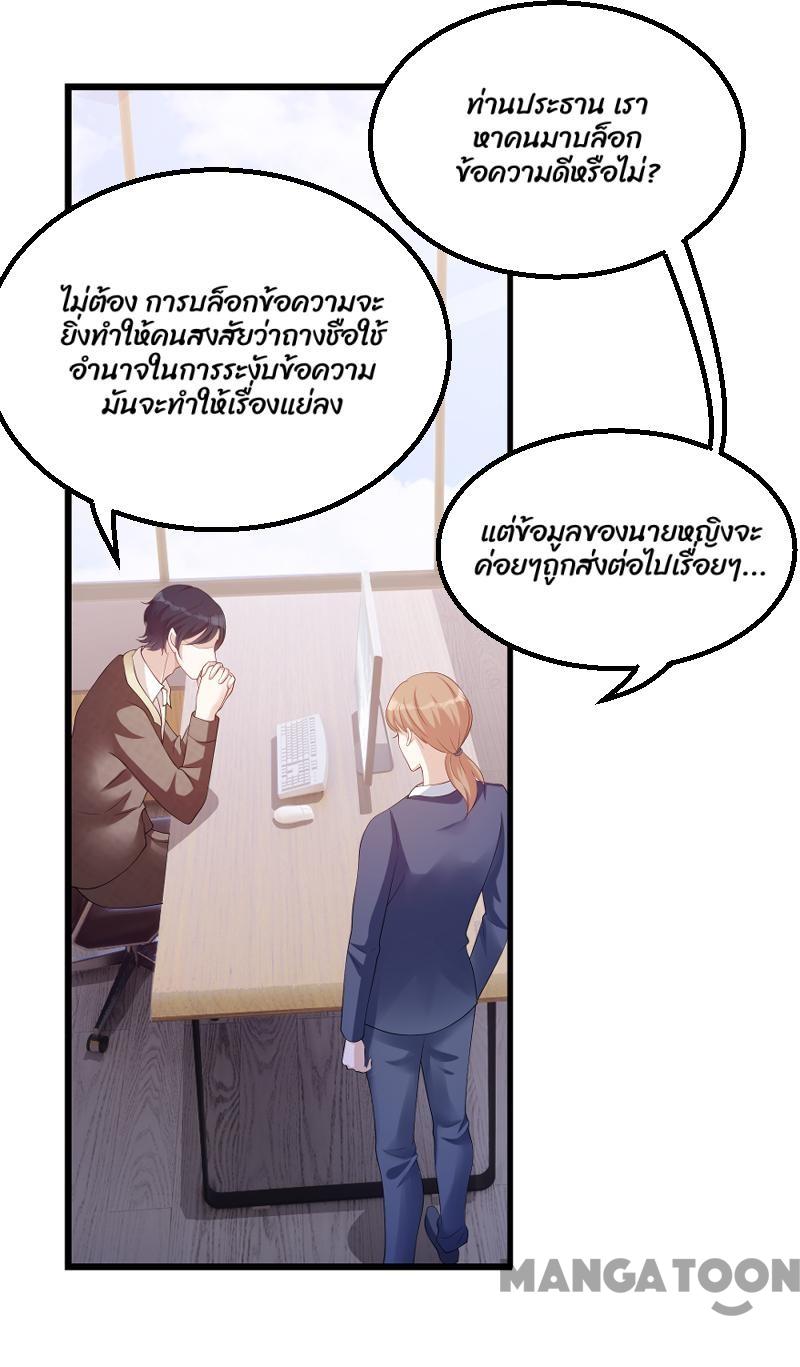 ท่านประธาน เรา
หาคนมาบล็อก
ข้อความดีหรือไม่?
ไม่ต้อง การบล็อกข้อความจะ
ยิ่งทำให้คนสงสัยว่าถางซือใช้
อำนาจในการระงับข้อความ
มันจะทำให้เรื่องแย่ลง
แต่ข้อมูลของนายหญิงจะ
ค่อยๆถูกส่งต่อไปเรื่อยๆ...
MANGATOON